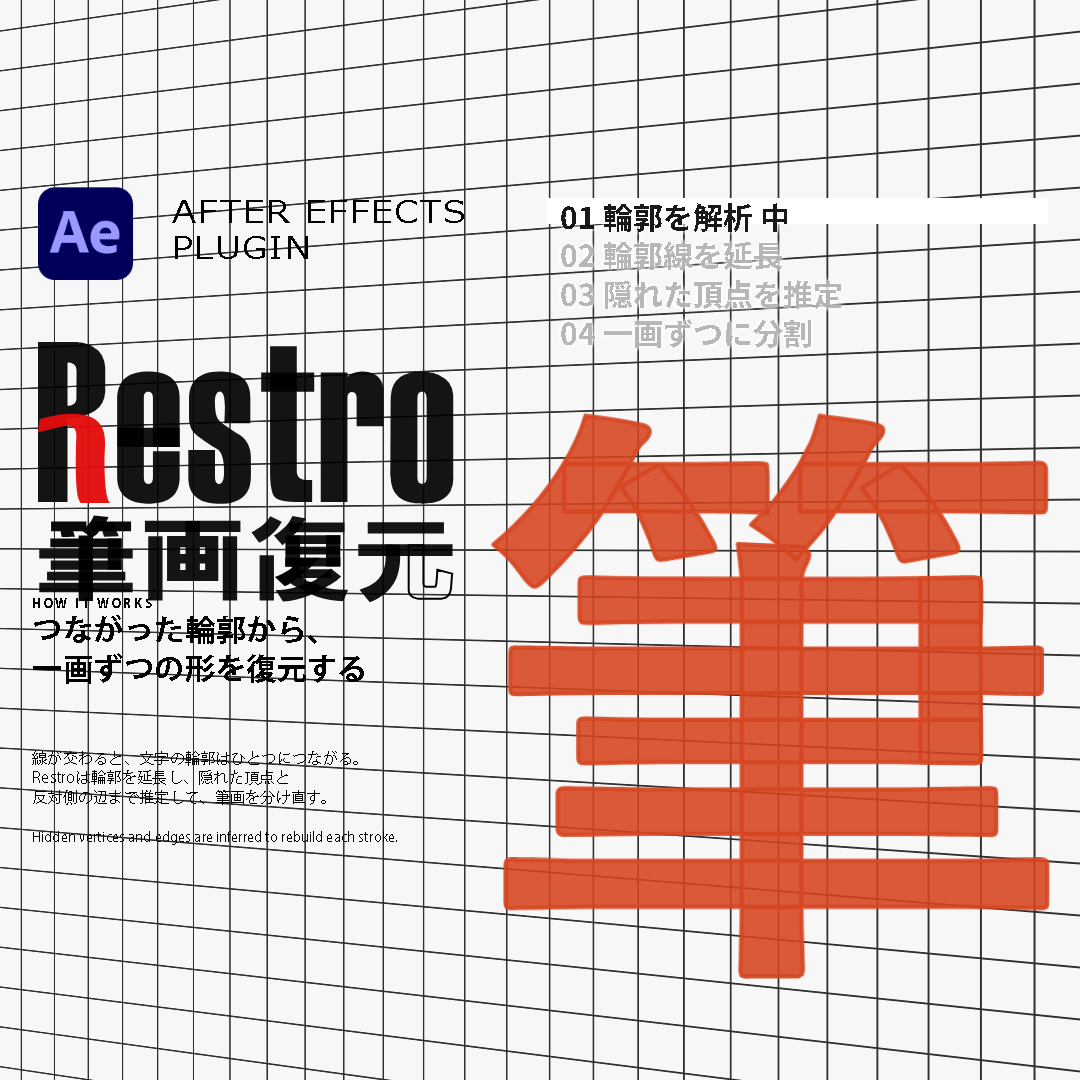 Ae
AFTER EFFECTS
PLUGIN
01 輪郭を解析 中
02 輪郭線を延長
03 隠れた頂点を推定
04 一画ずつに分割
Restro
筆画復元
HOW IT WORKS
つながった輪郭から、
一画ずつの形を復元する
線が交わると、文字の輪郭はひとつにつながる。
Restroは輪郭を延長し、隠れた頂点と
反対側の辺まで推定して、筆画を分け直す。
Hidden vertices and edges are inferred to rebuild each stroke.
筆